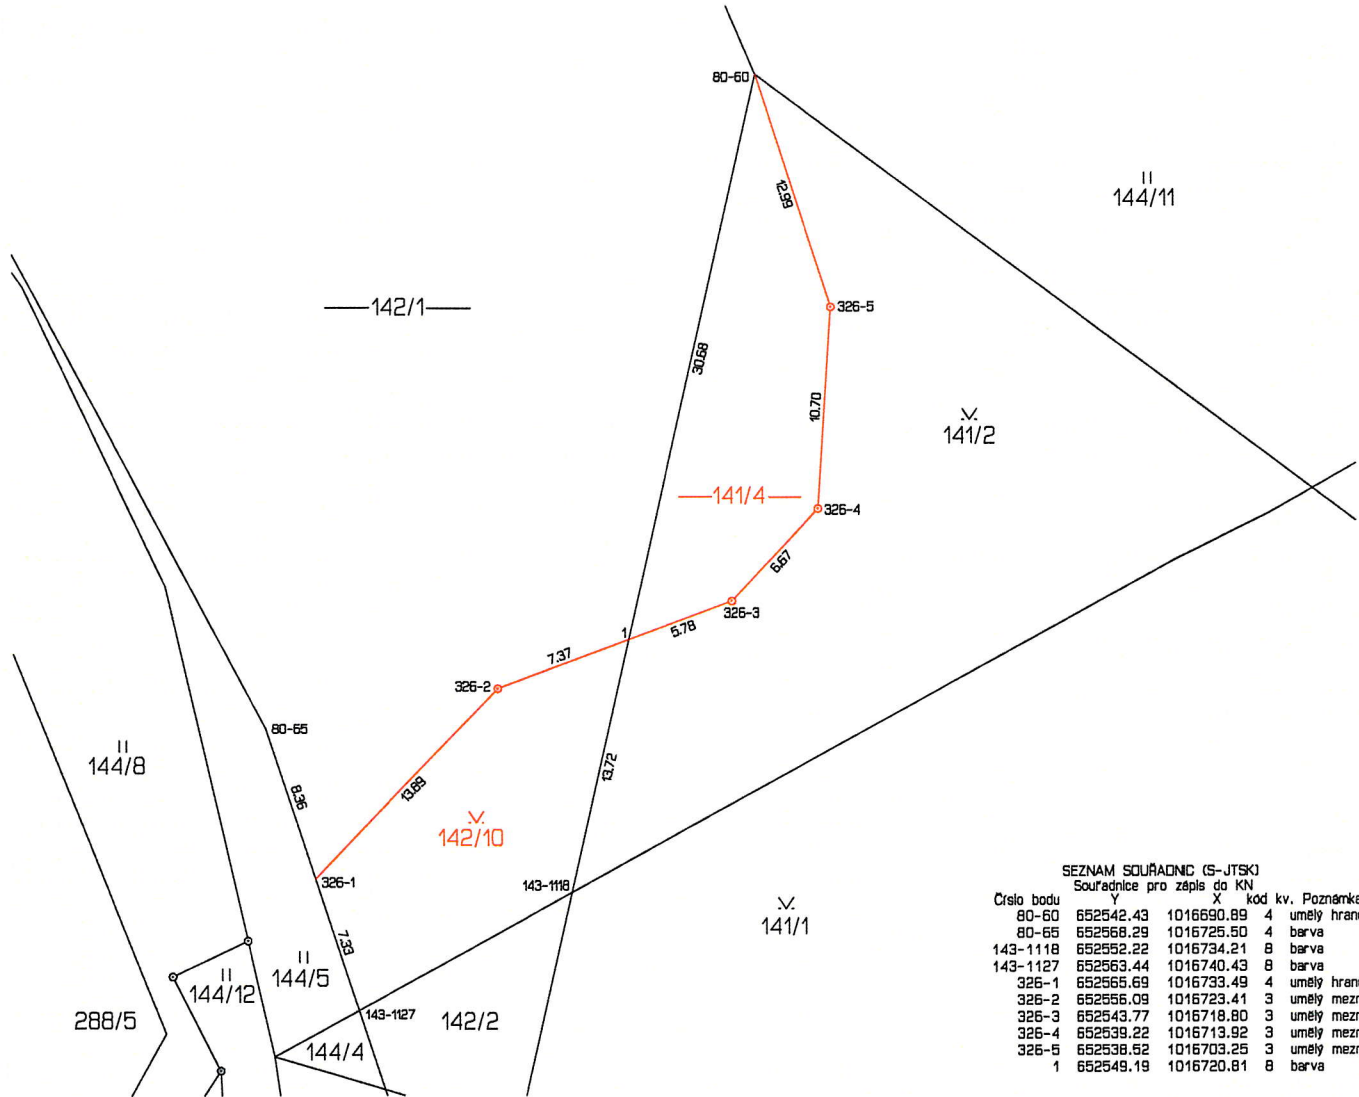 80-60
II
144/11
12.99
142/1
326-5
30.68
10.70
.V.
141/2
141/4
326-4
6.67
326-3
1
5.78
7.37
326-2
80-65
II
144/8
8.36
13.72
13.89
.V.
142/10
326-1
143-1118
.V.
141/1
7.33
II
144/5
II
144/12
143-1127
288/5
142/2
144/4
SEZNAM SOUŘADNIC (S-JTSK)
Souřadnice pro zápis do KN
Číslo bodu Y X kód kv. Poznámka
80-60 652542.43 1016690.89 4 umělý hran
80-65 652568.29 1016725.50 4 barva
143-1118 652552.22 1016734.21 8 barva
143-1127 652563.44 1016740.43 8 barva
326-1 652565.69 1016733.49 4 umělý hran
326-2 652556.09 1016723.41 3 umělý mezn
326-3 652543.77 1016718.80 3 umělý mezn
326-4 652539.22 1016713.92 3 umělý mezn
326-5 652538.52 1016703.25 3 umělý mezn
1 652549.19 1016720.81 8 barva